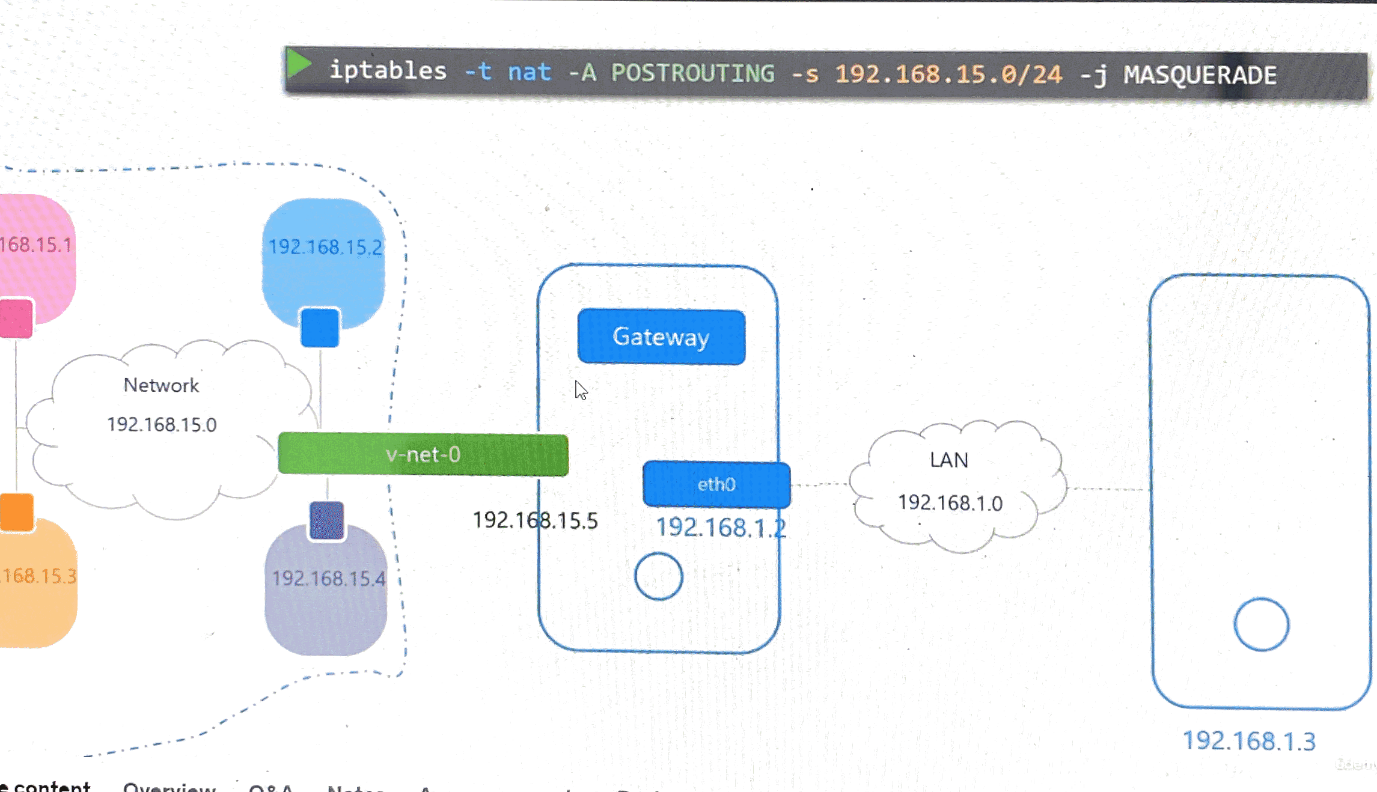 iptables -t nat -A POSTROUTING -s 192.168.15.0/24 -j MASQUERADE
168.15.1
192.168.15.2
Gateway
Network
192.168.15.0
v-net-0
LAN
eth0
192.168.1.0
192.168.15.5
192.168.1.2
168.15.3
192.168.15.4
192.168.1.3
content Overview Q&A Notes